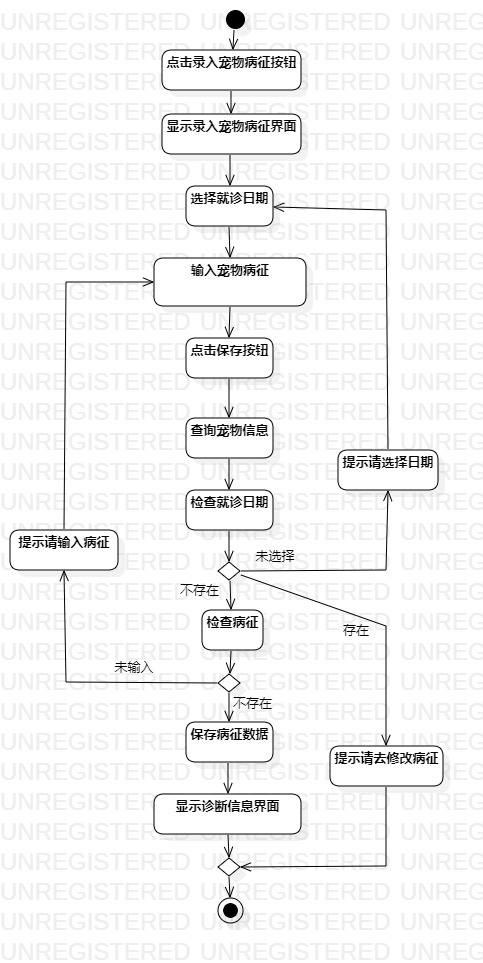 UNREGISTERED
点击录入宠物病征按钮
显示录入宠物病征界面
选择就诊日期
输入宠物病征
点击保存按钮
查询宠物信息
提示请选择日期
检查就诊日期
提示请输入病征
未选择
不存在
检查病征
存在
未输入
不存在
保存病征数据
提示请去修改病征
显示诊断信息界面